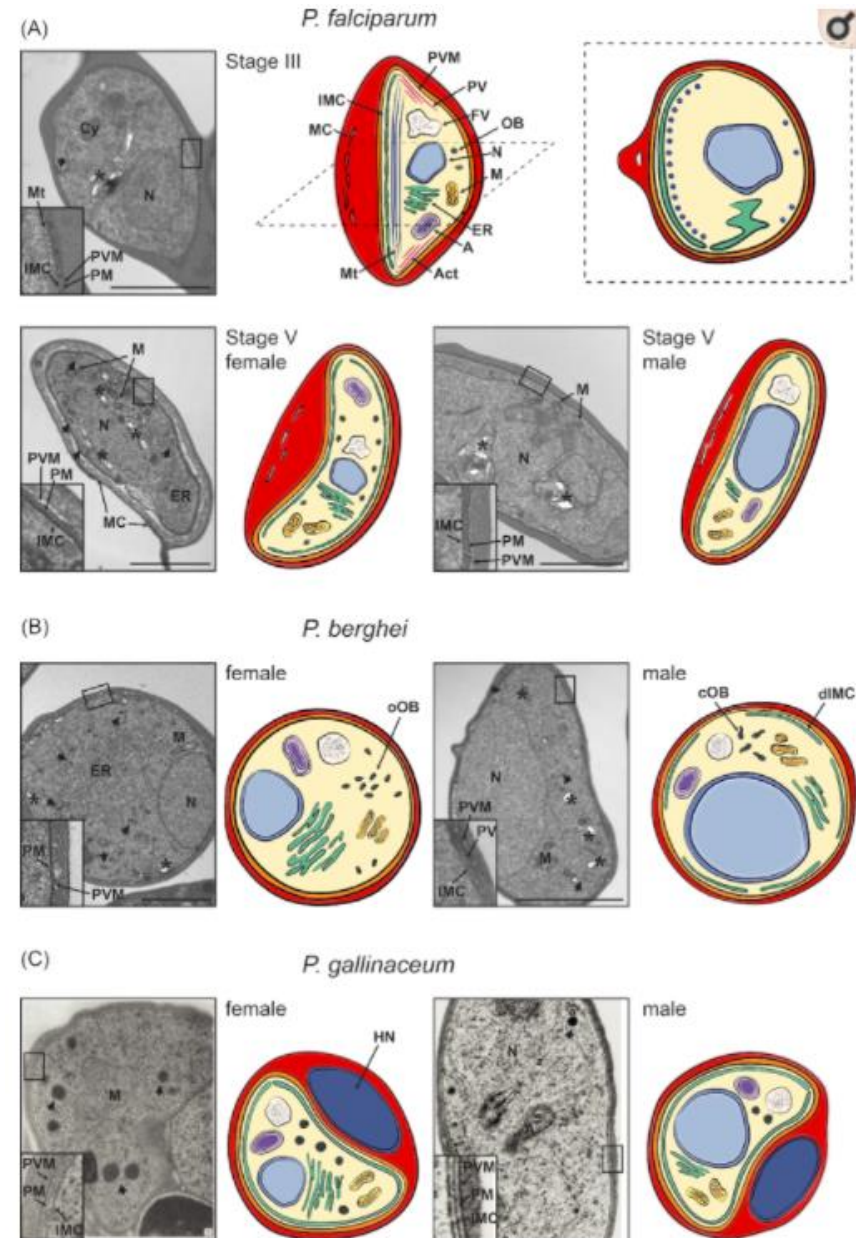 (A)
P. falciparum
Stage III
Cy
N
Mt
IMC
PVM
PM
PVM
PV
IMC
FV
MC
OB
N
M
ER
A
Mt
Act
Stage V
female
M
N
PVM
PM
ER
IMC
MC
Stage V
male
M
N
IMC
PM
PVM
(B)
P. berghei
female
M
ER
N
PM
PVM
oOB
male
N
PVM
PV
M
IMC
cOB
dIMC
(C)
P. gallinaceum
female
M
PVM
PM
IMC
HN
male
N
PVM
PM
IMC